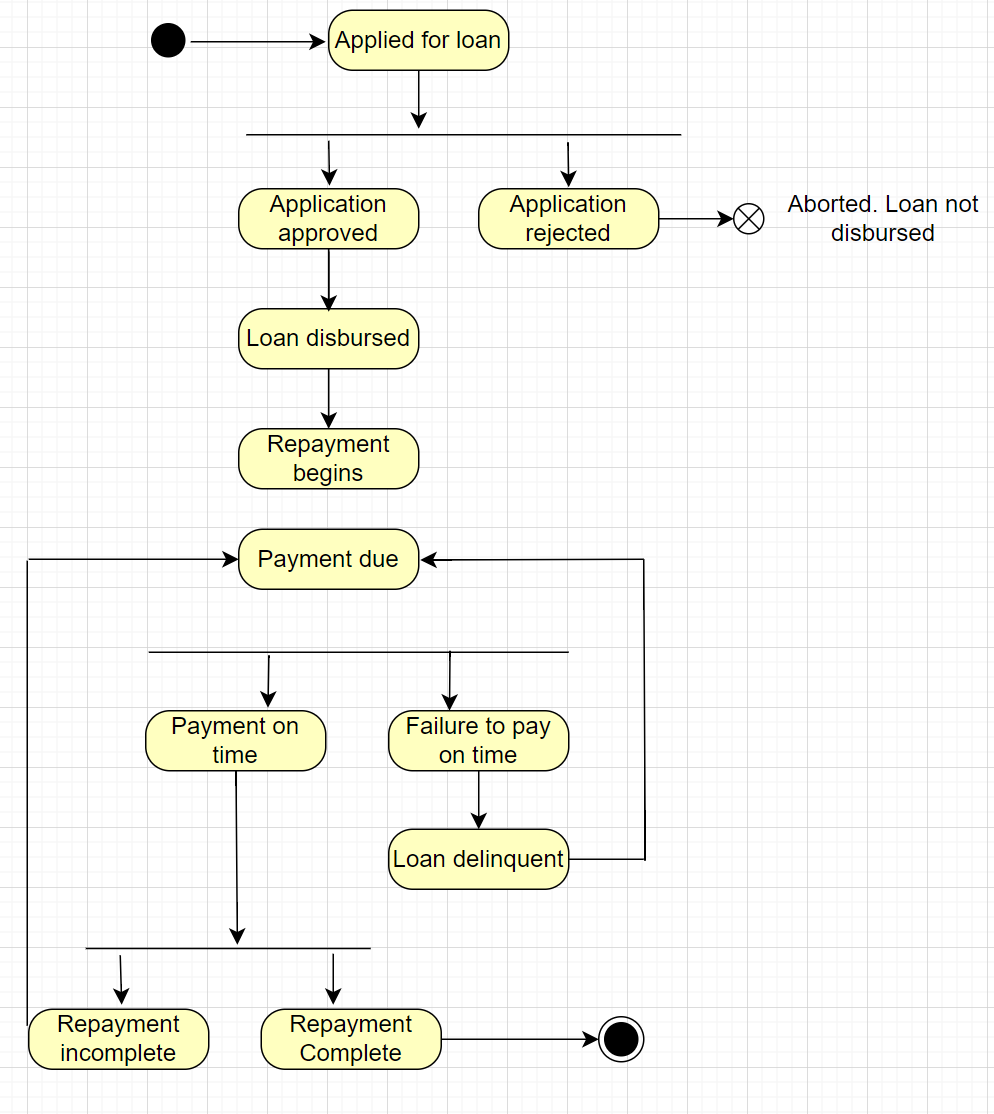 Applied for loan
Application
approved
Application
rejected
Aborted. Loan not
disbursed
Loan disbursed
Repayment
begins
Payment due
Payment on
time
Failure to pay
on time
Loan delinquent
Repayment
incomplete
Repayment
Complete